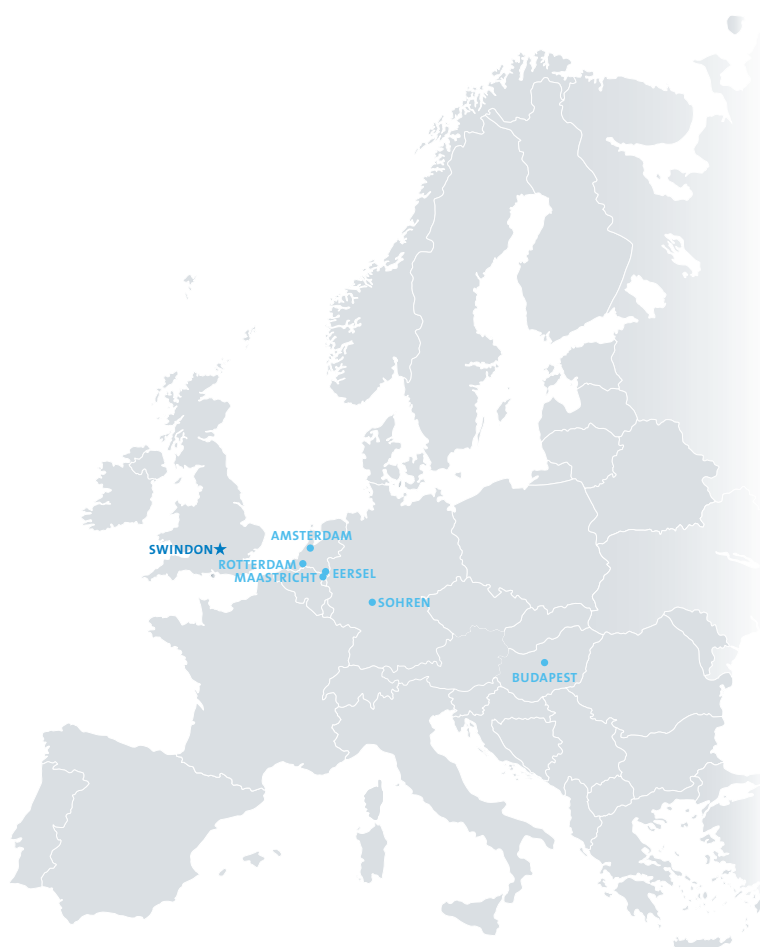 AMSTERDAM
SWINDON
ROTTERDAM
EERSEL
MAASTRICHT
SOHREN
BUDAPEST